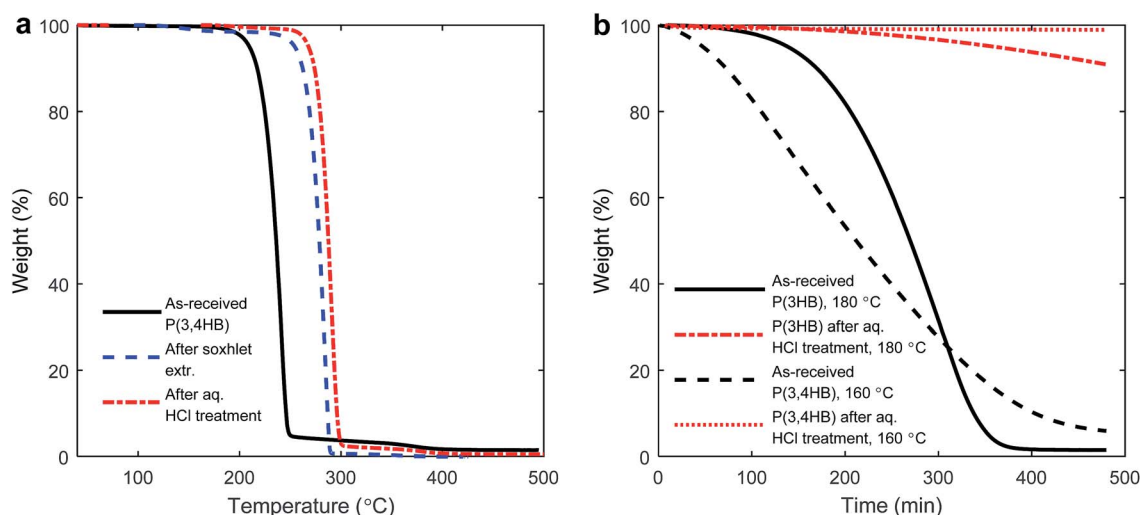 a
100
80
60
40
20
0
Weight (%)
As-received
P(3,4HB)
After soxhlet
extr.
After aq.
HCl treatment
100
200
300
400
500
Temperature (°C)
b
100
80
60
40
20
0
Weight (%)
As-received
P(3HB), 180 °C
P(3HB) after aq.
HCl treatment, 180 °C
As-received
P(3,4HB), 160 °C
P(3,4HB) after aq.
HCl treatment, 160 °C
0
100
200
300
400
500
Time (min)